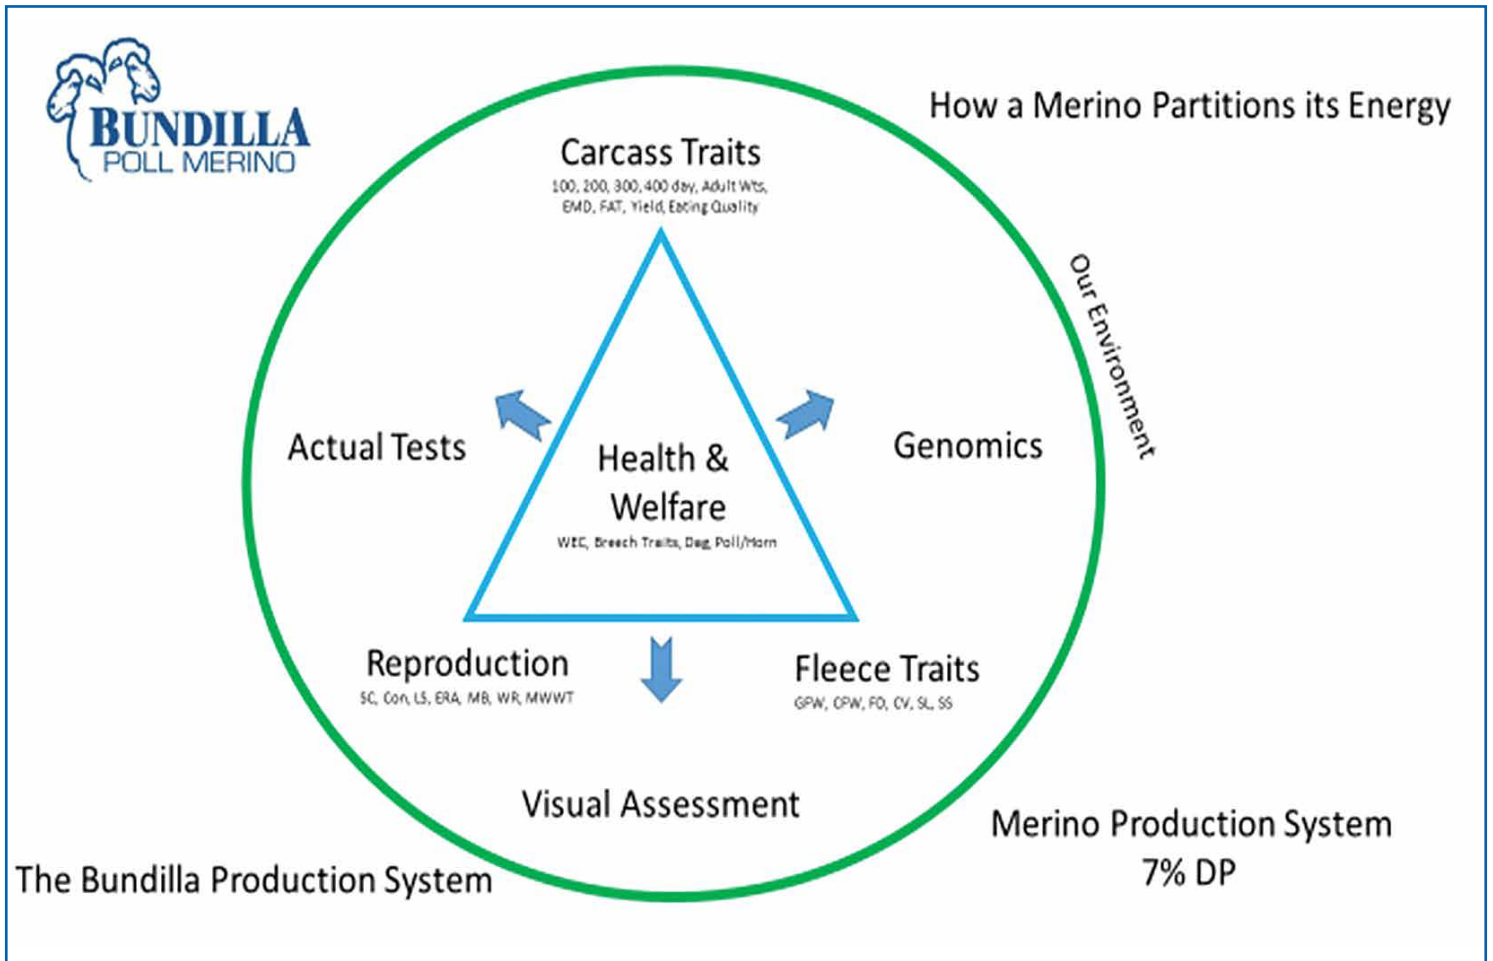 BUNDILLA
POLL MERINO
How a Merino Partitions its Energy
Carcass Traits
100, 200, 300, 400 day, Adult Wts,
EMD, FAT, Yield, Eating Quality
Our Environment
Actual Tests
Genomics
Health &
Welfare
WEC, Breech Traits, Dag, Poll/Horn
Reproduction
SC, Con, LS, ERA, MB, WR, MWWT
Fleece Traits
GFW, CFW, FD, CV, SL, SS
Visual Assessment
Merino Production System
7% DP
The Bundilla Production System